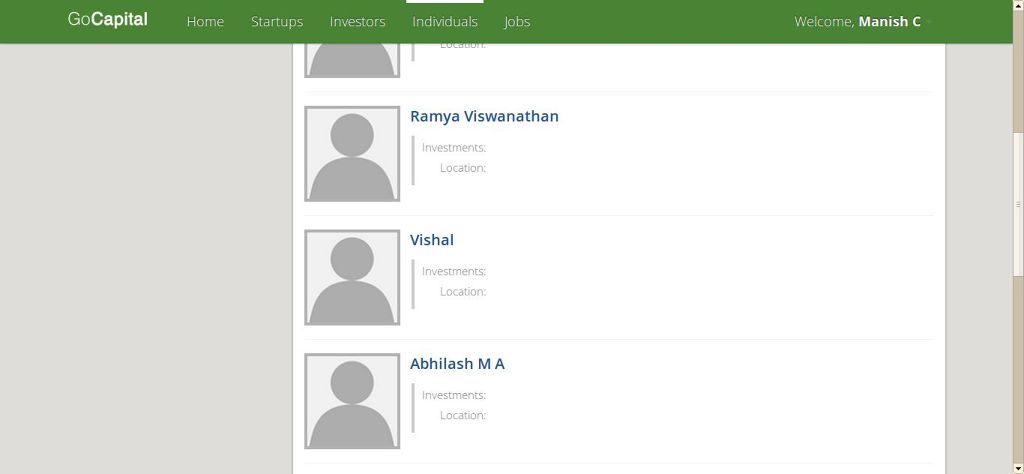 GoCapital Home Startups Investors Individuals Jobs Welcome, Manish C
Location:
Ramya Viswanathan
Investments:
Location:
Vishal
Investments:
Location:
Abhilash M A
Investments:
Location: